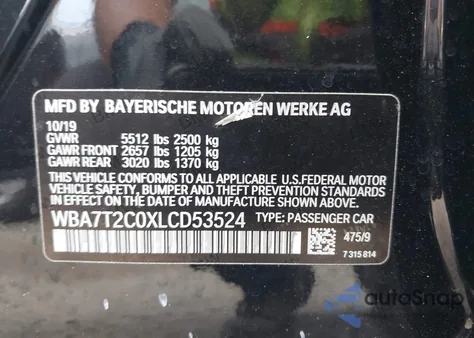 MFD BY BAYERISCHE MOTOREN WERKE AG
10/19
GVWR 5512 lbs 2500 kg
GAWR FRONT 2657 lbs 1205 kg
GAWR REAR 3020 lbs 1370 kg
THIS VEHICLE CONFORMS TO ALL APPLICABLE U.S.FEDERAL MOTOR
VEHICLE SAFETY, BUMPER AND THEFT PREVENTION STANDARDS IN
EFFECT ON THE DATE OF MANUFACTURE SHOWN ABOVE.
WBA7T2C0XLCD53524 TYPE: PASSENGER CAR
475/9
7 315 814
autoSnap